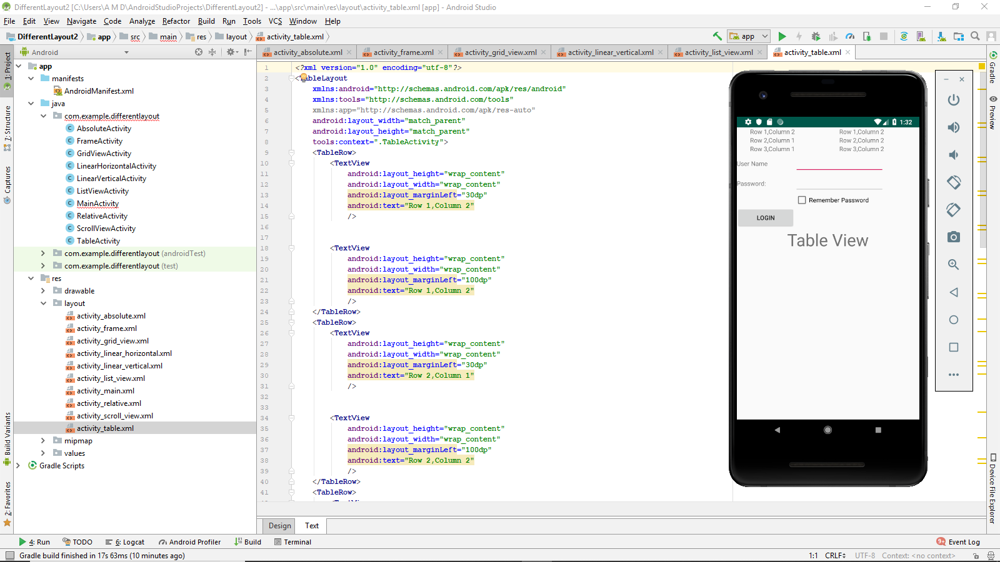 DifferentLayout2 [C:\Users\A M D\AndroidStudioProjects\DifferentLayout2] - ...\app\src\main\res\layout\activity_table.xml [app] - Android Studio
File Edit View Navigate Code Analyze Refactor Build Run Tools VCS Window Help
DifferentLayout2 app src main res layout activity_table.xml app
Android
activity_absolute.xml activity_frame.xml activity_grid_view.xml activity_linear_vertical.xml activity_list_view.xml activity_table.xml
1: Project
7: Structure
Captures
Build Variants
2: Favorites
app
manifests
AndroidManifest.xml
java
com.example.differentlayout
AbsoluteActivity
FrameActivity
GridViewActivity
LinearHorizontalActivity
LinearVerticalActivity
ListViewActivity
MainActivity
RelativeActivity
ScrollViewActivity
TableActivity
com.example.differentlayout (androidTest)
com.example.differentlayout (test)
res
drawable
layout
activity_absolute.xml
activity_frame.xml
activity_grid_view.xml
activity_linear_horizontal.xml
activity_linear_vertical.xml
activity_list_view.xml
activity_main.xml
activity_relative.xml
activity_scroll_view.xml
activity_table.xml
mipmap
values
Gradle Scripts
1 <?xml version="1.0" encoding="utf-8"?>
2 <TableLayout
3 xmlns:android="http://schemas.android.com/apk/res/android"
4 xmlns:tools="http://schemas.android.com/tools"
5 xmlns:app="http://schemas.android.com/apk/res-auto"
6 android:layout_width="match_parent"
7 android:layout_height="match_parent"
8 tools:context=".TableActivity">
9 <TableRow>
10 <TextView
11 android:layout_height="wrap_content"
12 android:layout_width="wrap_content"
13 android:layout_marginLeft="30dp"
14 android:text="Row 1,Column 2"
15 />
16
17
18 <TextView
19 android:layout_height="wrap_content"
20 android:layout_width="wrap_content"
21 android:layout_marginLeft="100dp"
22 android:text="Row 1,Column 2"
23 />
24 </TableRow>
25 <TableRow>
26 <TextView
27 android:layout_height="wrap_content"
28 android:layout_width="wrap_content"
29 android:layout_marginLeft="30dp"
30 android:text="Row 2,Column 1"
31 />
32
33
34 <TextView
35 android:layout_height="wrap_content"
36 android:layout_width="wrap_content"
37 android:layout_marginLeft="100dp"
38 android:text="Row 2,Column 2"
39 />
40 </TableRow>
41 <TableRow>
1:32
Row 1,Column 2 Row 1,Column 2
Row 2,Column 1 Row 2,Column 2
Row 3,Column 1 Row 3,Column 2
User Name
Password:
Remember Password
LOGIN
Table View
Gradle
Preview
Device File Explorer
Design Text
4: Run TODO 6: Logcat Android Profiler Build Terminal 9+ Event Log
Gradle build finished in 17s 63ms (10 minutes ago) 1:1 CRLF UTF-8 Context: <no context>